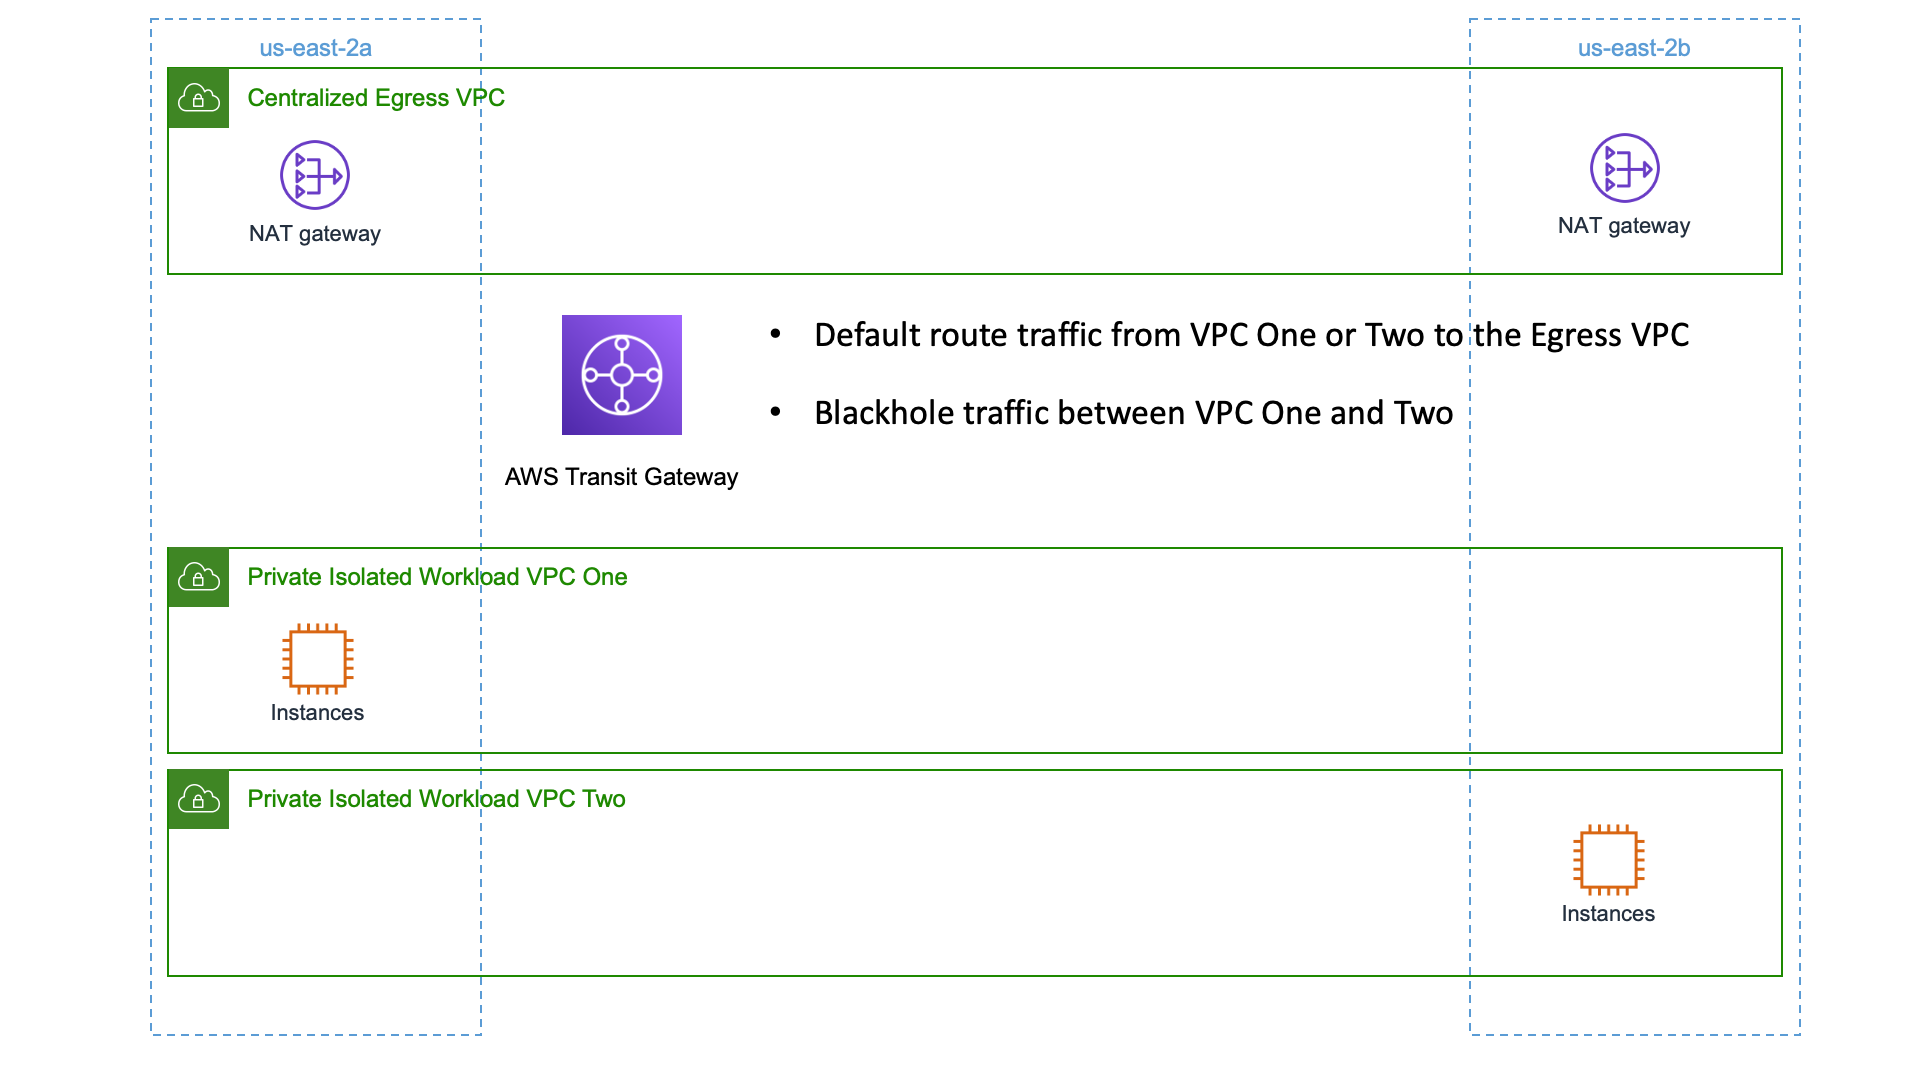 us-east-2a
us-east-2b
Centralized Egress VPC
NAT gateway
NAT gateway
• Default route traffic from VPC One or Two to the Egress VPC
• Blackhole traffic between VPC One and Two
AWS Transit Gateway
Private Isolated Workload VPC One
Instances
Private Isolated Workload VPC Two
Instances